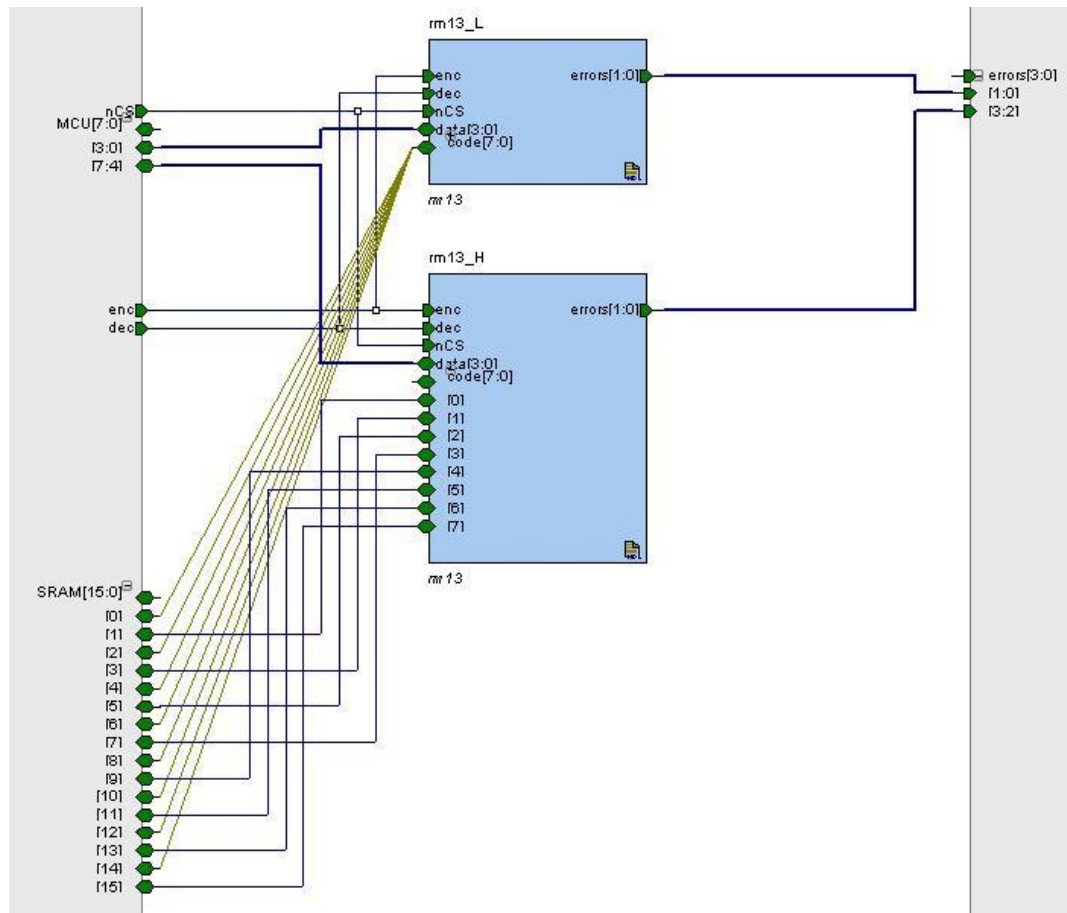 rm13_L
enc errors[1:0]
dec
nCS
data[3:0]
code[7:0]
rm13
nCS
MCU[7:0]
[3:0]
[7:4]
errors[3:0]
[1:0]
[3:2]
rm13_H
enc errors[1:0]
dec
nCS
data[3:0]
code[7:0]
[0]
[1]
[2]
[3]
[4]
[5]
[6]
[7]
rm13
enc
dec
SRAM[15:0]
[0]
[1]
[2]
[3]
[4]
[5]
[6]
[7]
[8]
[9]
[10]
[11]
[12]
[13]
[14]
[15]